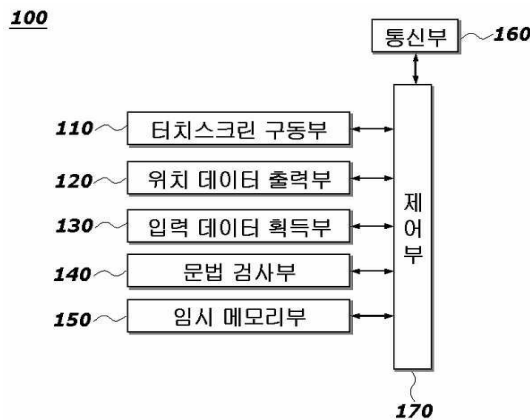 100
통신부 160
110 터치스크린 구동부
120 위치 데이터 출력부
130 입력 데이터 획득부
140 문법 검사부
150 임시 메모리부
제어부
170